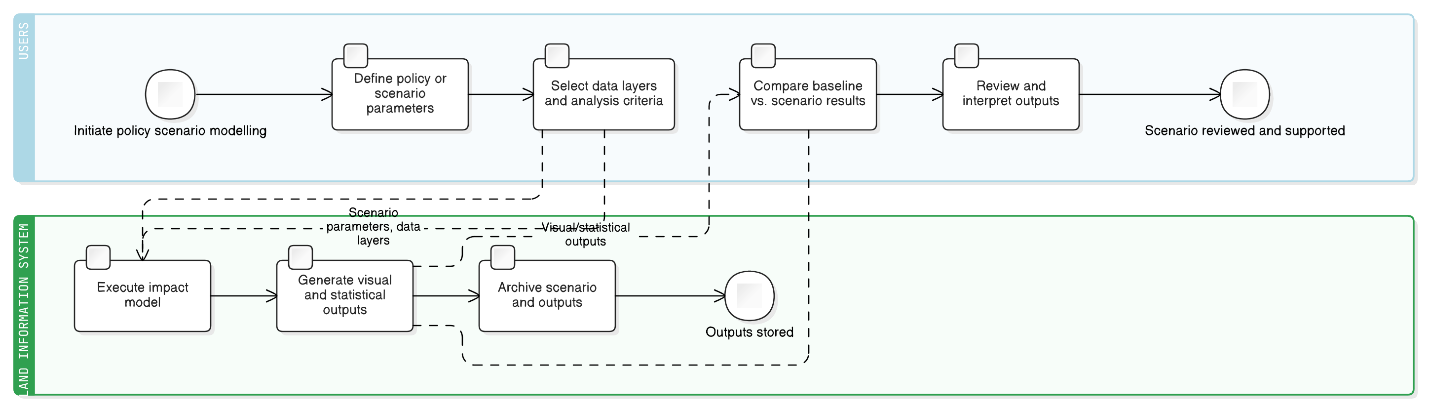 USERS
Initiate policy scenario modelling
Define policy or
scenario
parameters
Select data layers
and analysis criteria
Compare baseline
vs. scenario results
Review and
interpret outputs
Scenario reviewed and supported
Scenario
parameters, data
layers
Visual/statistical
outputs
AND INFORMATION SYSTEM
Execute impact
model
Generate visual
and statistical
outputs
Archive scenario
and outputs
Outputs stored